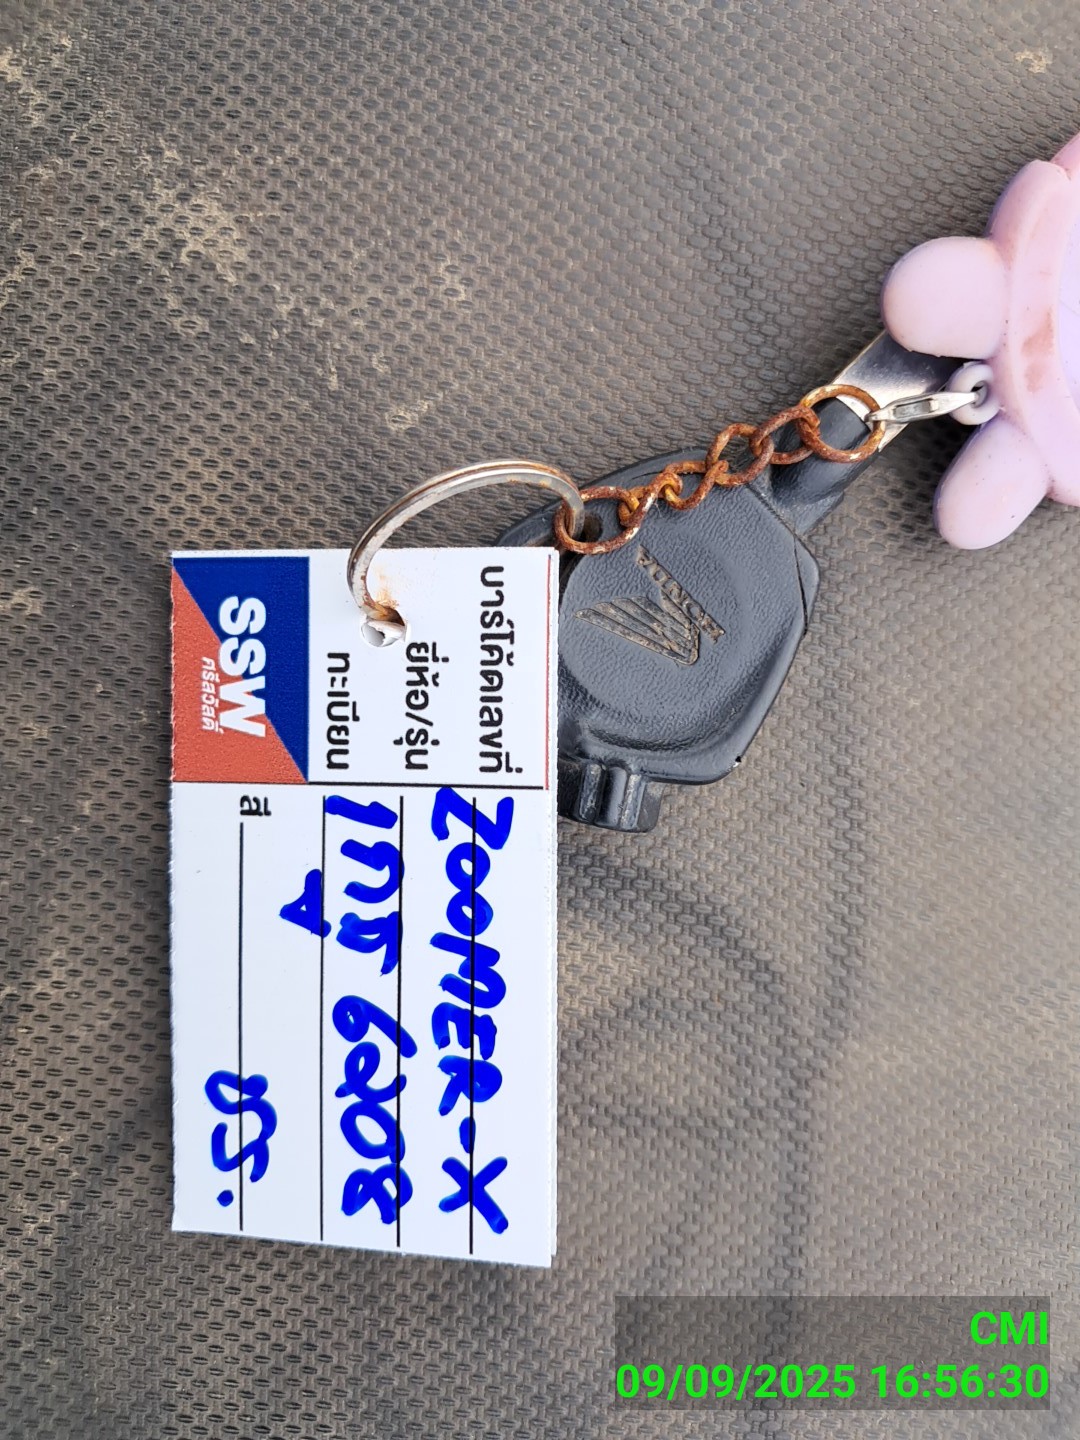 SSW
ศรีสวัสดิ์
บาร์โค้ดเลขที่
ยี่ห้อ/รุ่น ZOOMER-X
ทะเบียน 1กฐ 6208
สี
ชร.
HONDA
CMI
09/09/2025 16:56:30